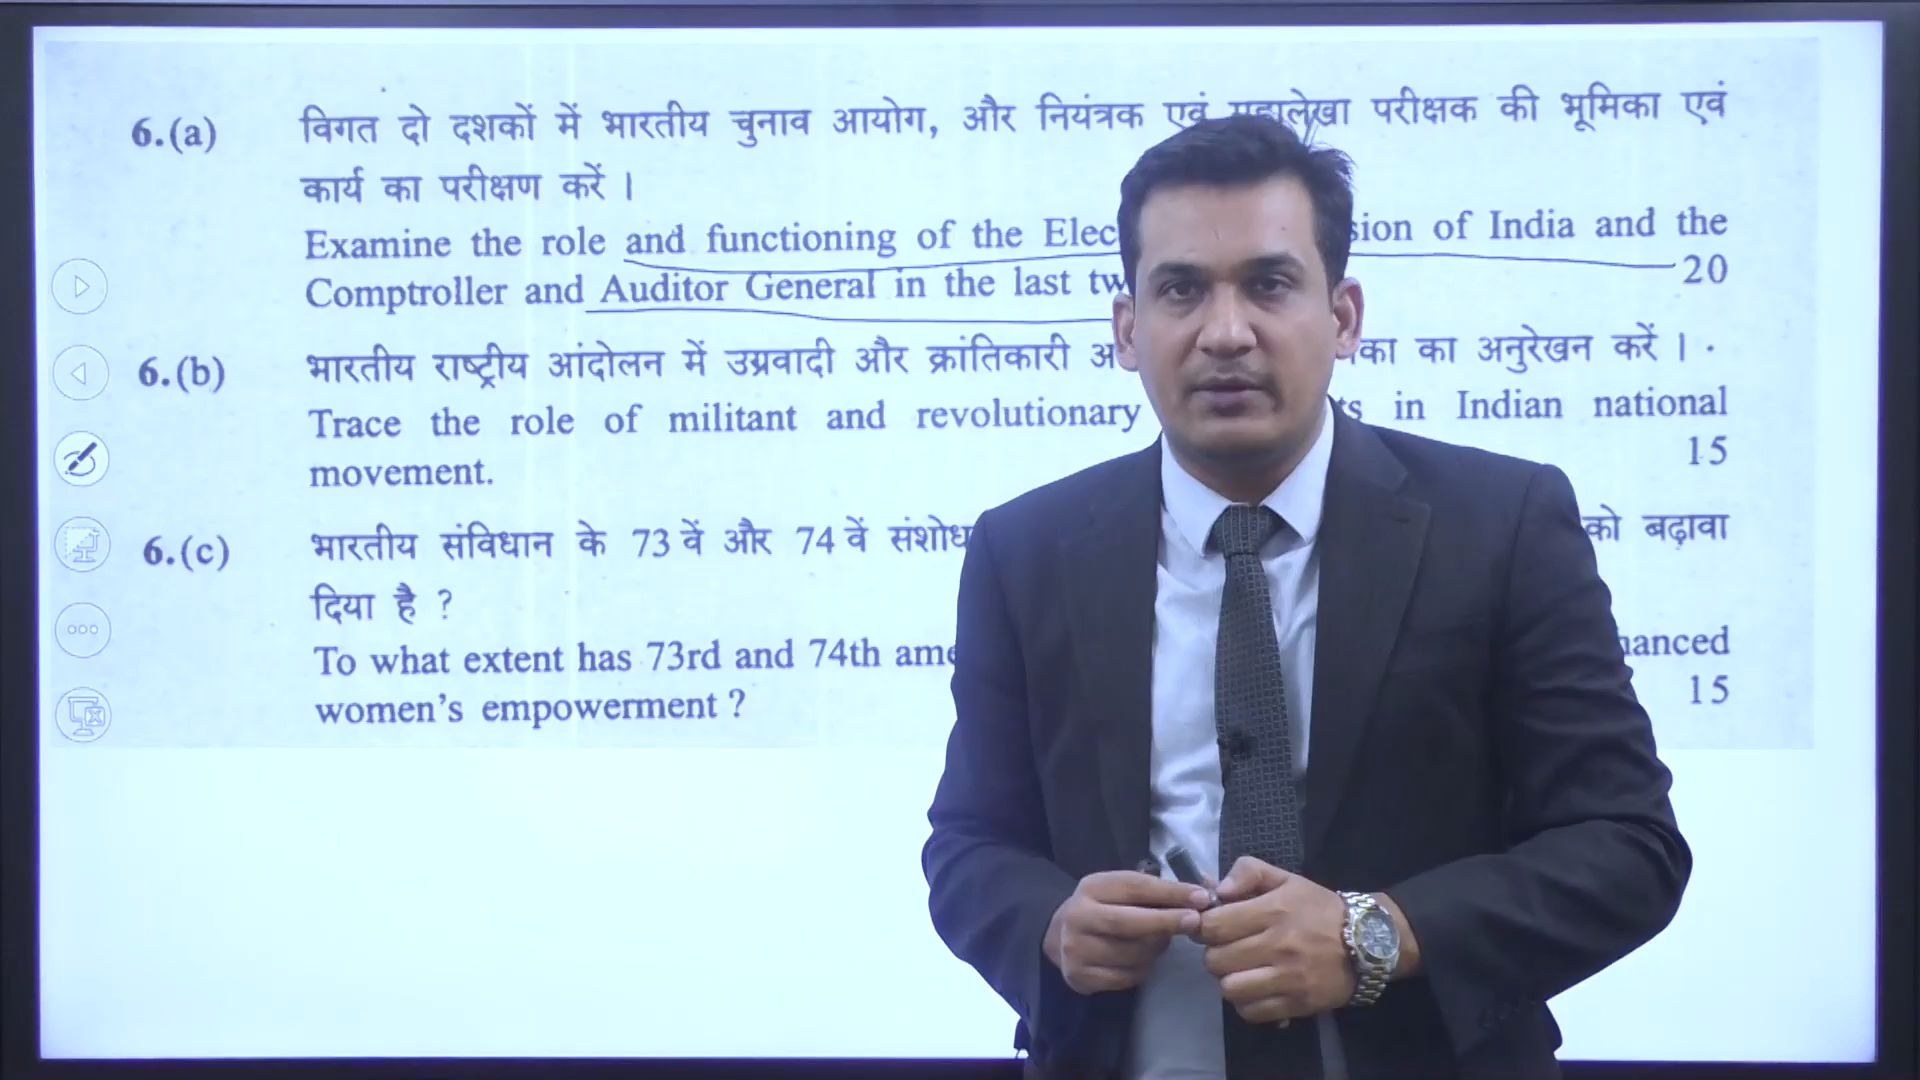 6.(a) विगत दो दशकों में भारतीय चुनाव आयोग, और नियंत्रक एवं महालेखा परीक्षक की भूमिका एवं
कार्य का परीक्षण करें ।
Examine the role and functioning of the Elec sion of India and the
Comptroller and Auditor General in the last tw 20
6.(b) भारतीय राष्ट्रीय आंदोलन में उग्रवादी और क्रांतिकारी का अनुरेखन करें ।
Trace the role of militant and revolutionary in Indian national
movement. 15
6.(c) भारतीय संविधान के 73 वें और 74 वें को बढ़ावा
दिया है ?
To what extent has 73rd and 74th hanced
women's empowerment ? 15